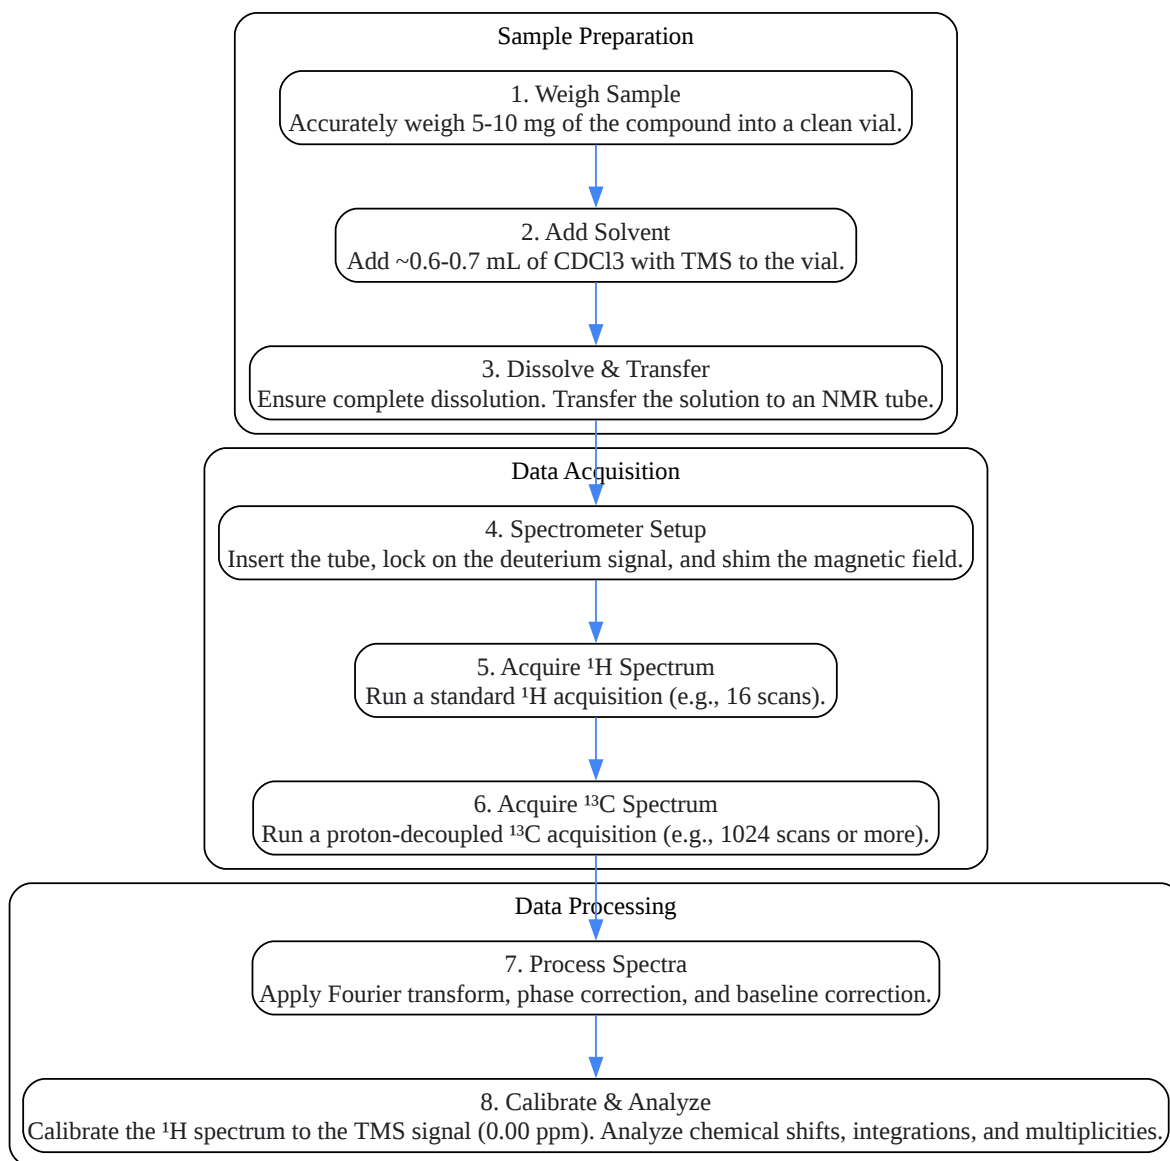 Sample Preparation
1. Weigh Sample
Accurately weigh 5-10 mg of the compound into a clean vial.
2. Add Solvent
Add ~0.6-0.7 mL of CDCl3 with TMS to the vial.
3. Dissolve & Transfer
Ensure complete dissolution. Transfer the solution to an NMR tube.
Data Acquisition
4. Spectrometer Setup
Insert the tube, lock on the deuterium signal, and shim the magnetic field.
5. Acquire ¹H Spectrum
Run a standard ¹H acquisition (e.g., 16 scans).
6. Acquire ¹³C Spectrum
Run a proton-decoupled ¹³C acquisition (e.g., 1024 scans or more).
Data Processing
7. Process Spectra
Apply Fourier transform, phase correction, and baseline correction.
8. Calibrate & Analyze
Calibrate the ¹H spectrum to the TMS signal (0.00 ppm). Analyze chemical shifts, integrations, and multiplicities.